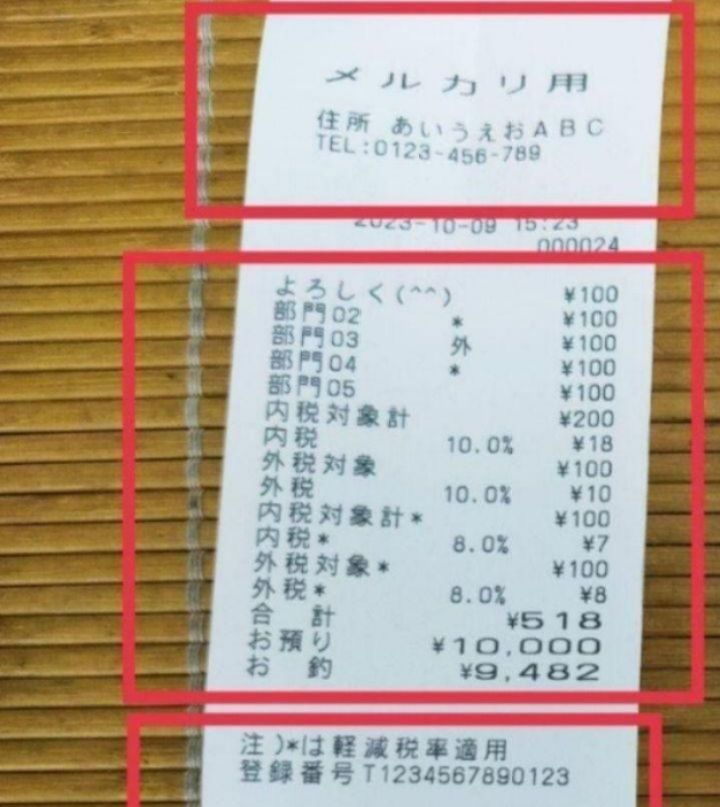 メルカリ用
住所 あいうえおABC
TEL:0123-456-789
2023-10-09 15:23
000024
よろしく(^^) ¥100
部門02 * ¥100
部門03 外 ¥100
部門04 * ¥100
部門05 ¥100
内税対象計 ¥200
内税 10.0% ¥18
外税対象 ¥100
外税 10.0% ¥10
内税対象計* ¥100
内税* 8.0% ¥7
外税対象* ¥100
外税* 8.0% ¥8
合計 ¥518
お預り ¥10,000
お釣 ¥9,482
注)*は軽減税率適用
登録番号T1234567890123